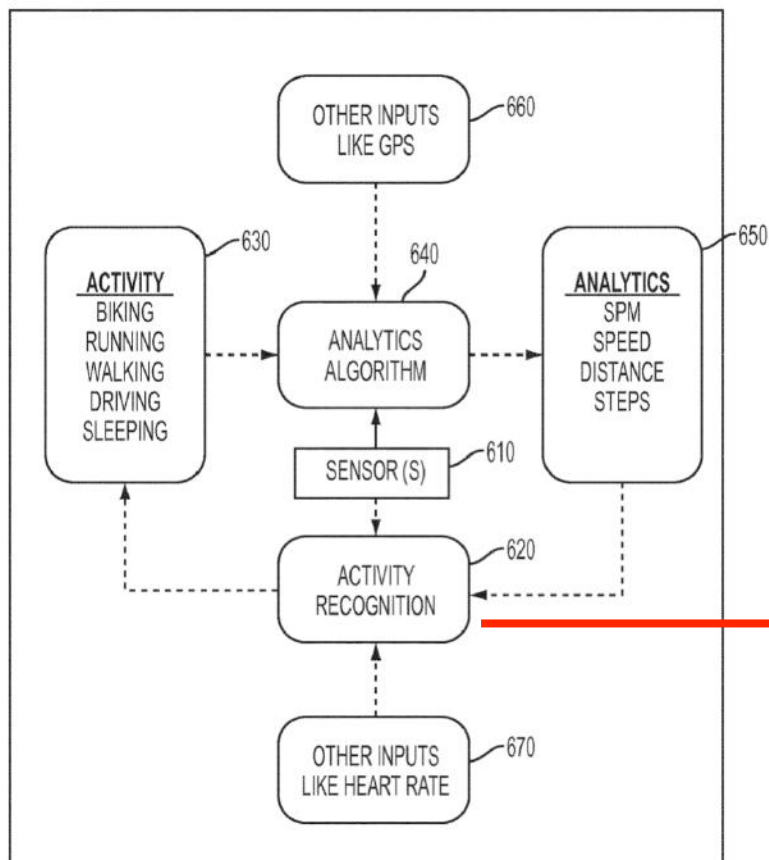 OTHER INPUTS
LIKE GPS
660
630
ACTIVITY
BIKING
RUNNING
WALKING
DRIVING
SLEEPING
640
ANALYTICS
ALGORITHM
650
ANALYTICS
SPM
SPEED
DISTANCE
STEPS
SENSOR (S)
610
620
ACTIVITY
RECOGNITION
OTHER INPUTS
LIKE HEART RATE
670